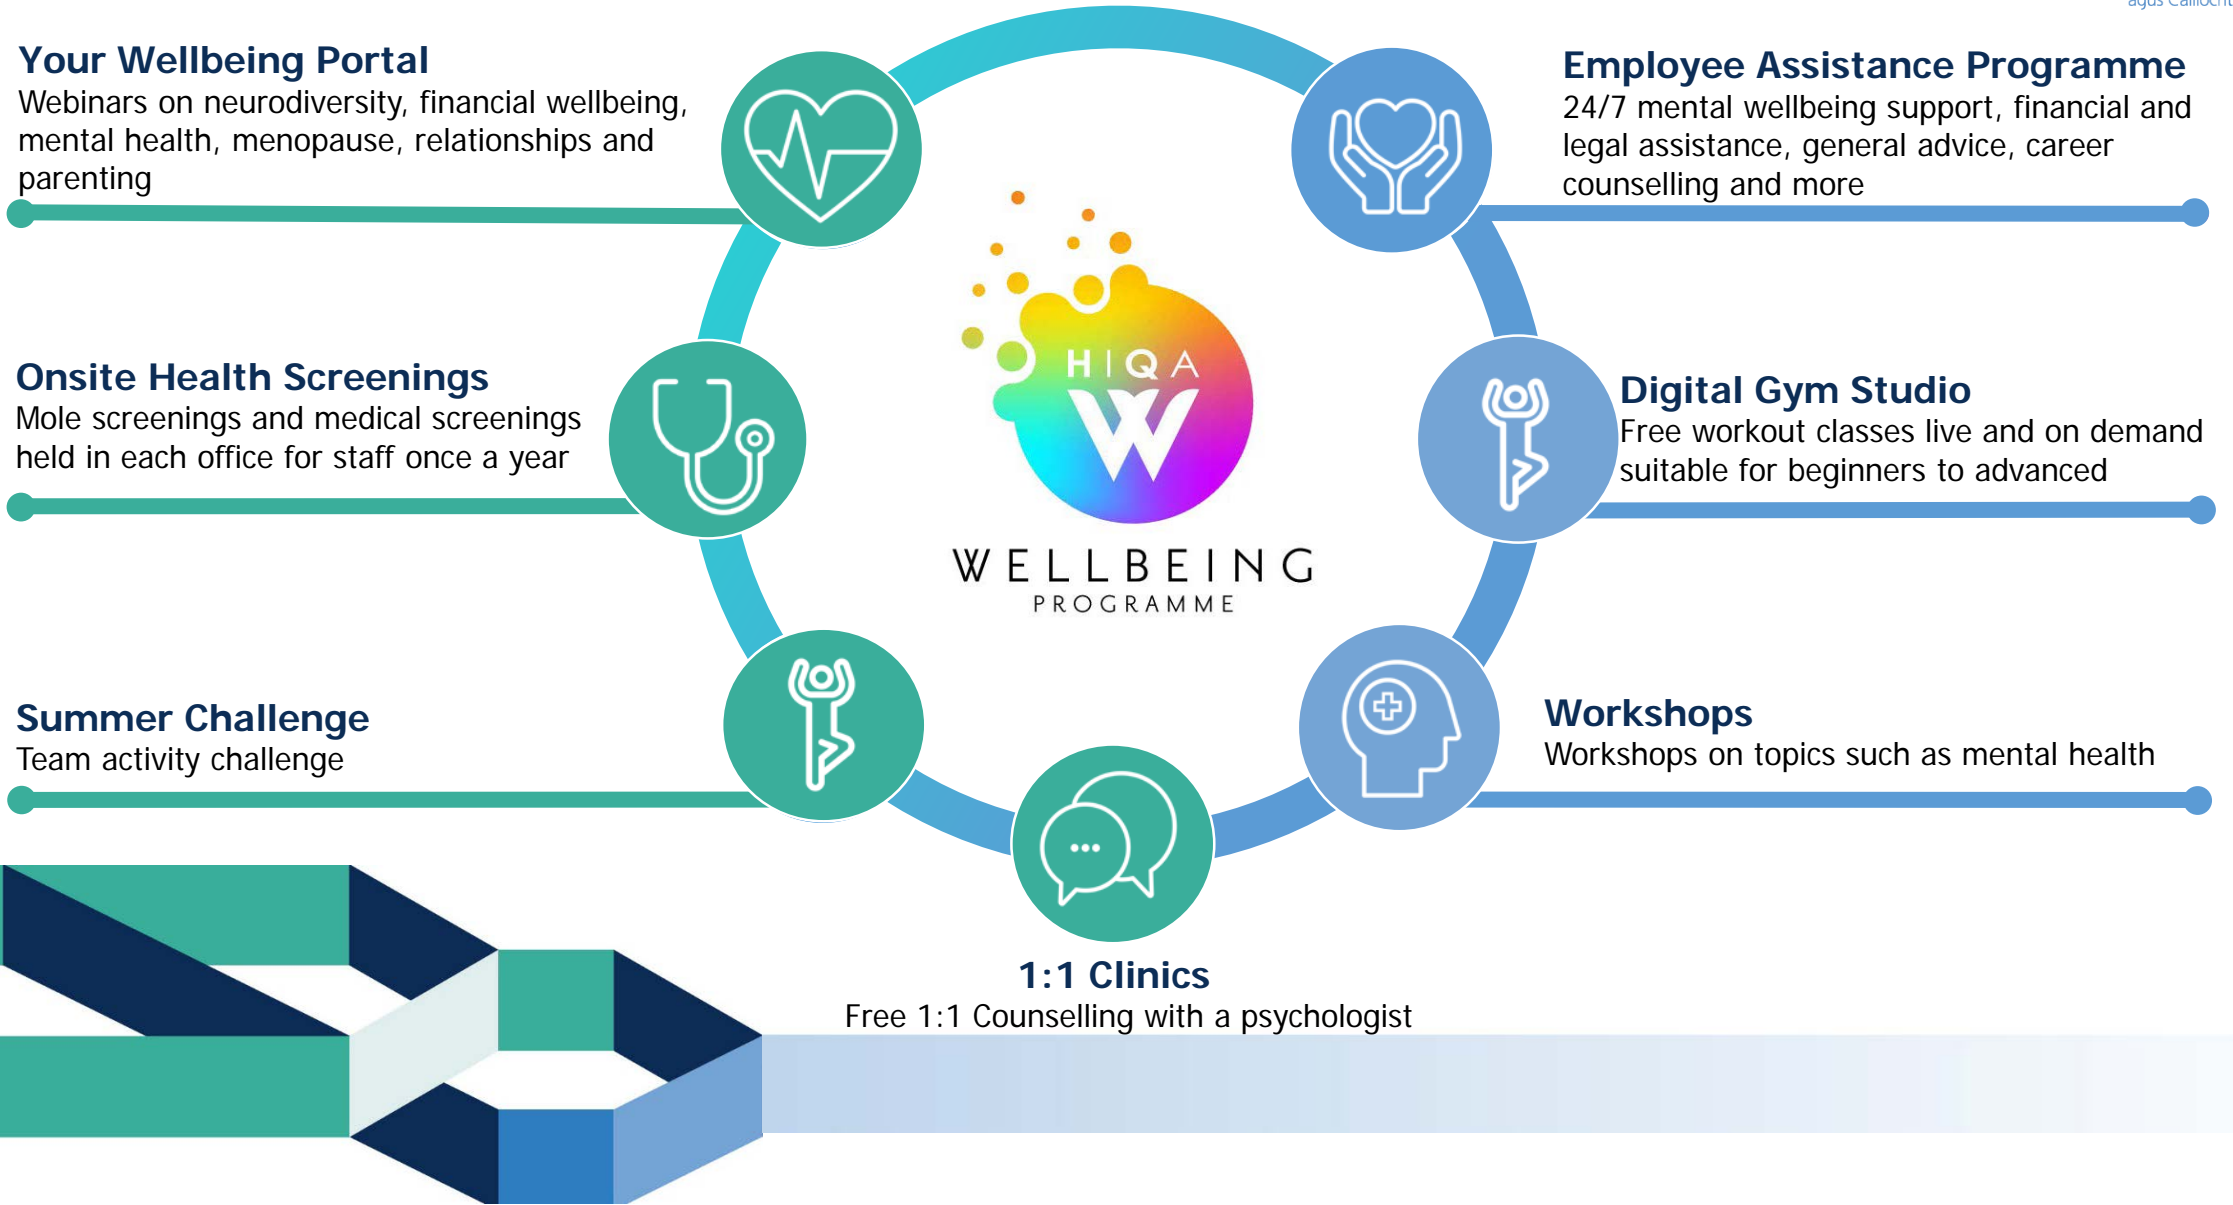 agus Cáilíocht
Your Wellbeing Portal
Webinars on neurodiversity, financial wellbeing,
mental health, menopause, relationships and
parenting
Employee Assistance Programme
24/7 mental wellbeing support, financial and
legal assistance, general advice, career
counselling and more
HIQA
W
WELLBEING
PROGRAMME
Onsite Health Screenings
Mole screenings and medical screenings
held in each office for staff once a year
Digital Gym Studio
Free workout classes live and on demand
suitable for beginners to advanced
Summer Challenge
Team activity challenge
Workshops
Workshops on topics such as mental health
1:1 Clinics
Free 1:1 Counselling with a psychologist